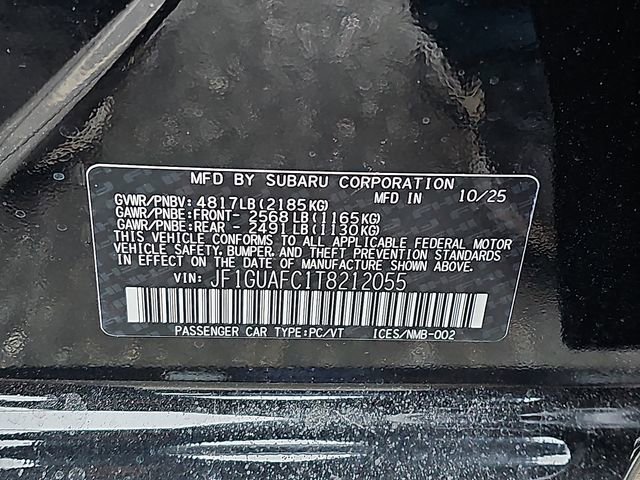 MFD BY SUBARU CORPORATION
GVWR/PNBV: 4817LB(2185KG) MFD IN 10/25
GAWR/PNBE:FRONT- 2568LB(1165KG)
GAWR/PNBE:REAR - 2491LB(1130KG)
THIS VEHICLE CONFORMS TO ALL APPLICABLE FEDERAL MOTOR
VEHICLE SAFETY, BUMPER, AND THEFT PREVENTION STANDARDS
IN EFFECT ON THE DATE OF MANUFACTURE SHOWN ABOVE.
VIN: JF1GUAFC1T8212055
PASSENGER CAR TYPE:PC/VT ICES/NMB-002